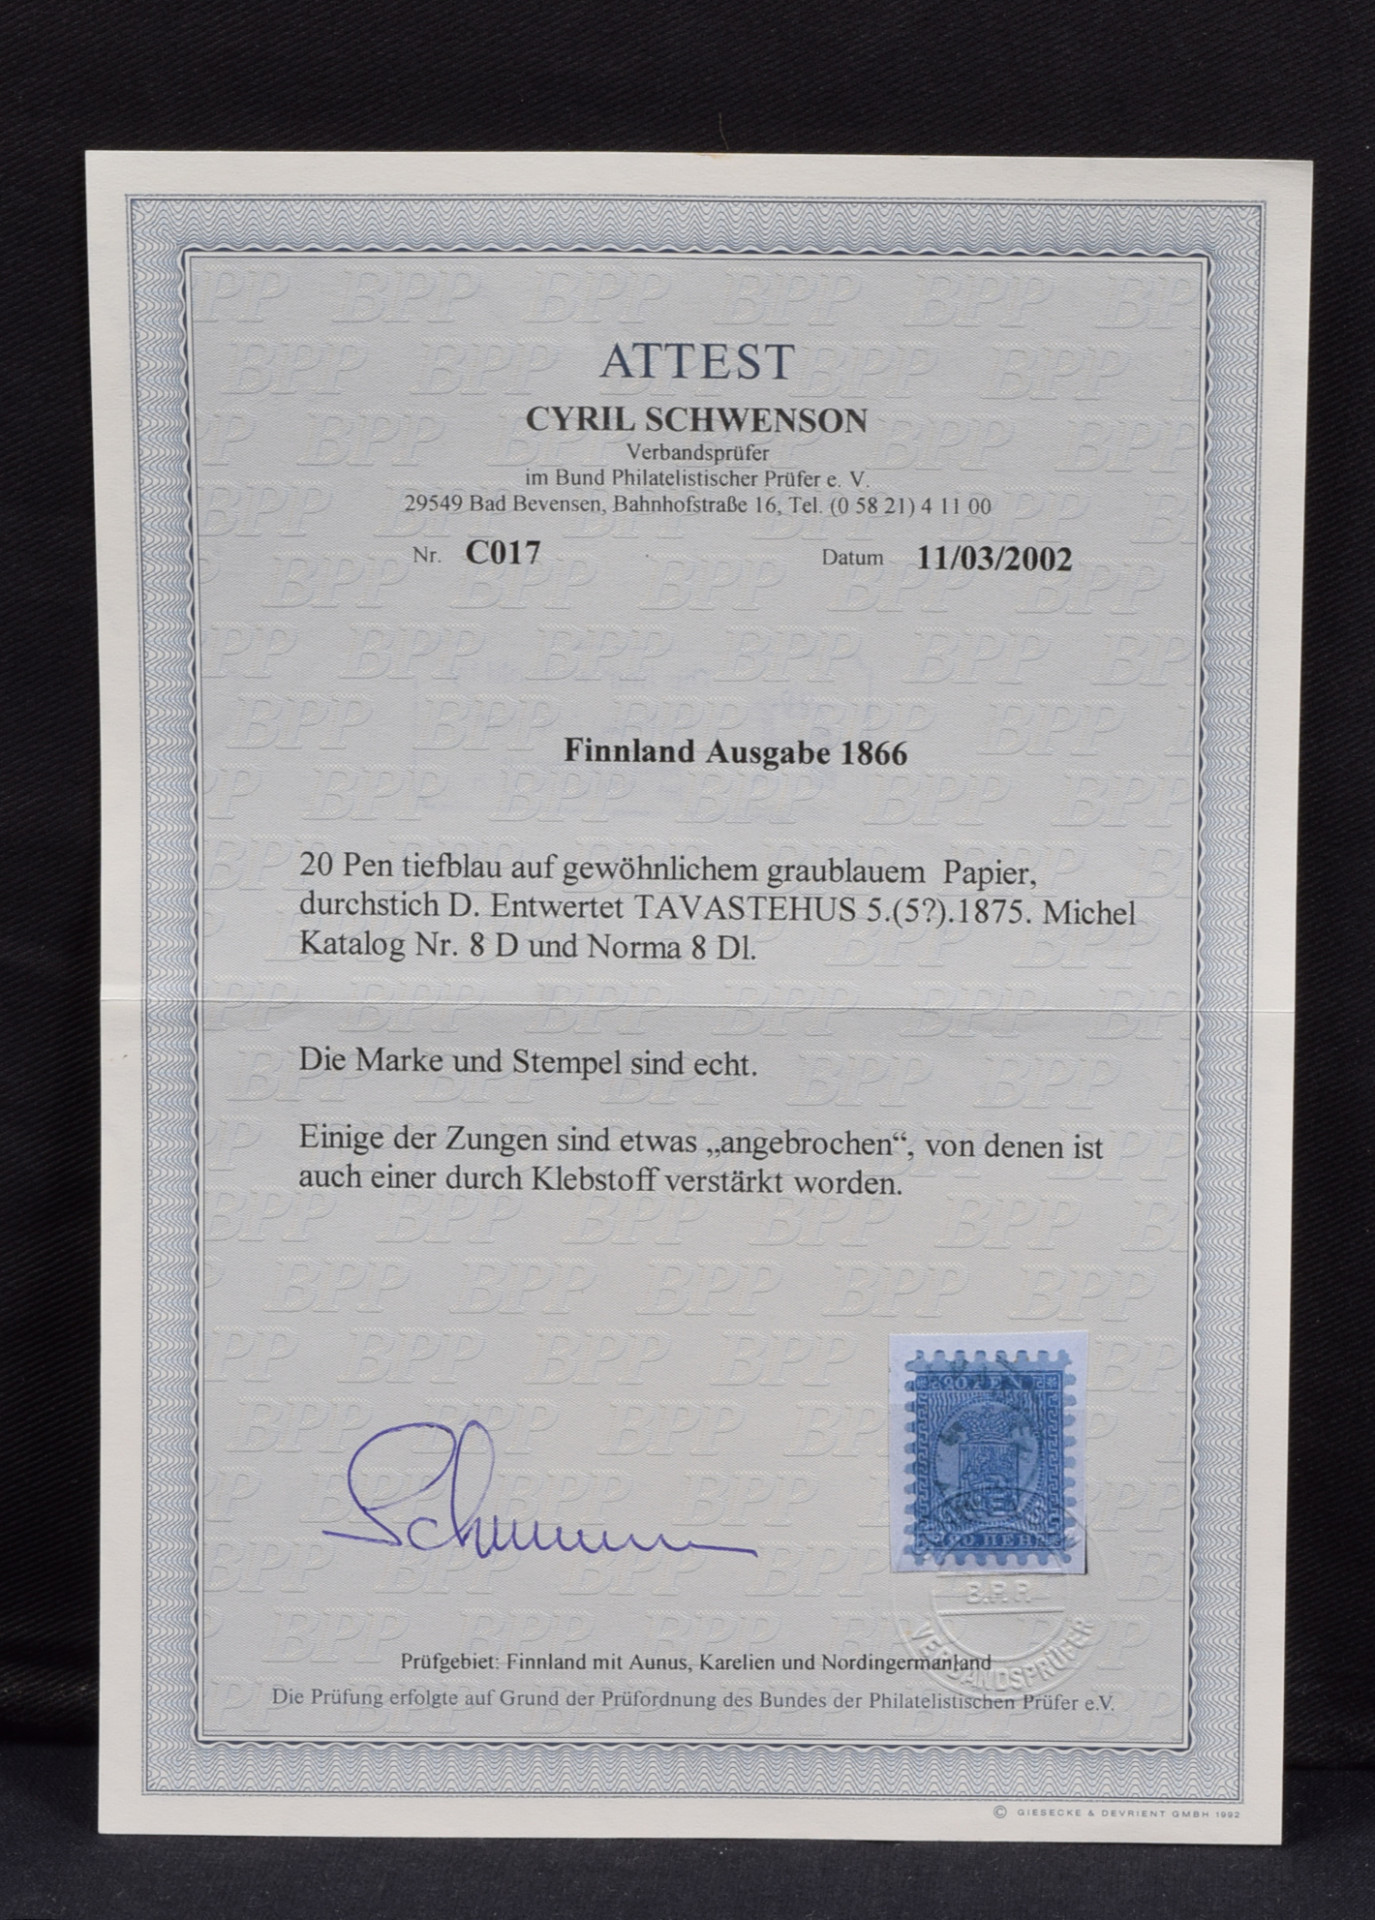 ATTEST
CYRIL SCHWENSON
Verbandsprüfer
im Bund Philatelistischer Prüfer e. V.
29549 Bad Bevensen, Bahnhofstraße 16, Tel. (0 58 21) 4 11 00
Nr. C017 Datum 11/03/2002
Finnland Ausgabe 1866
20 Pen tiefblau auf gewöhnlichem graublauem Papier,
durchstich D. Entwertet TAVASTEHUS 5.(5?).1875. Michel
Katalog Nr. 8 D und Norma 8 Dl.
Die Marke und Stempel sind echt.
Einige der Zungen sind etwas „angebrochen“, von denen ist
auch einer durch Klebstoff verstärkt worden.
B.P.P.
VERBANDSPRÜFER
Prüfgebiet: Finnland mit Aunus, Karelien und Nordingermanland
Die Prüfung erfolgte auf Grund der Prüfordnung des Bundes der Philatelistischen Prüfer e.V.
© GIESECKE & DEVRIENT GMBH 1992